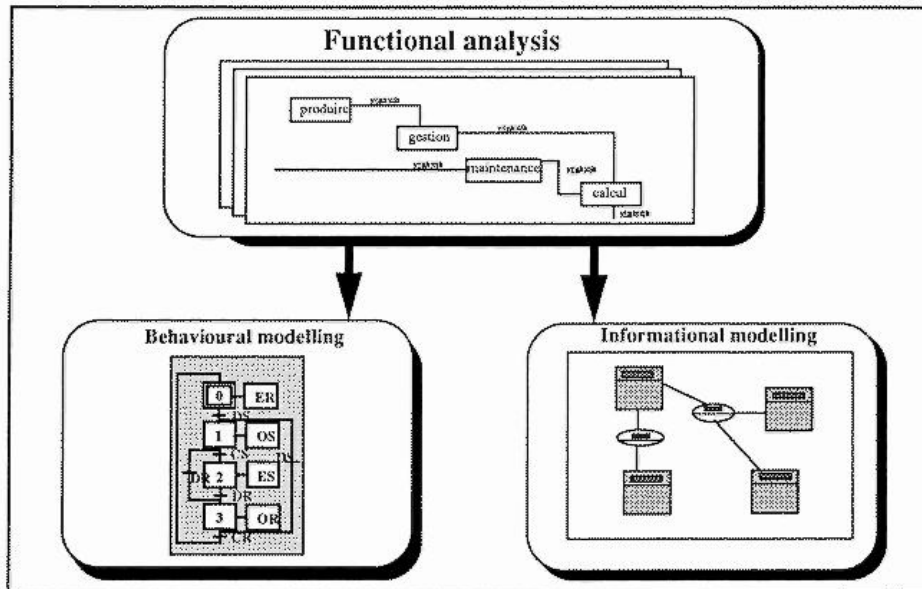 Functional analysis
produire
gestion
maintenance
calcul
Behavioural modelling
0 ER
DS
1 OS
CS DS
2 ES
DR DR
3 OR
CR
Informational modelling